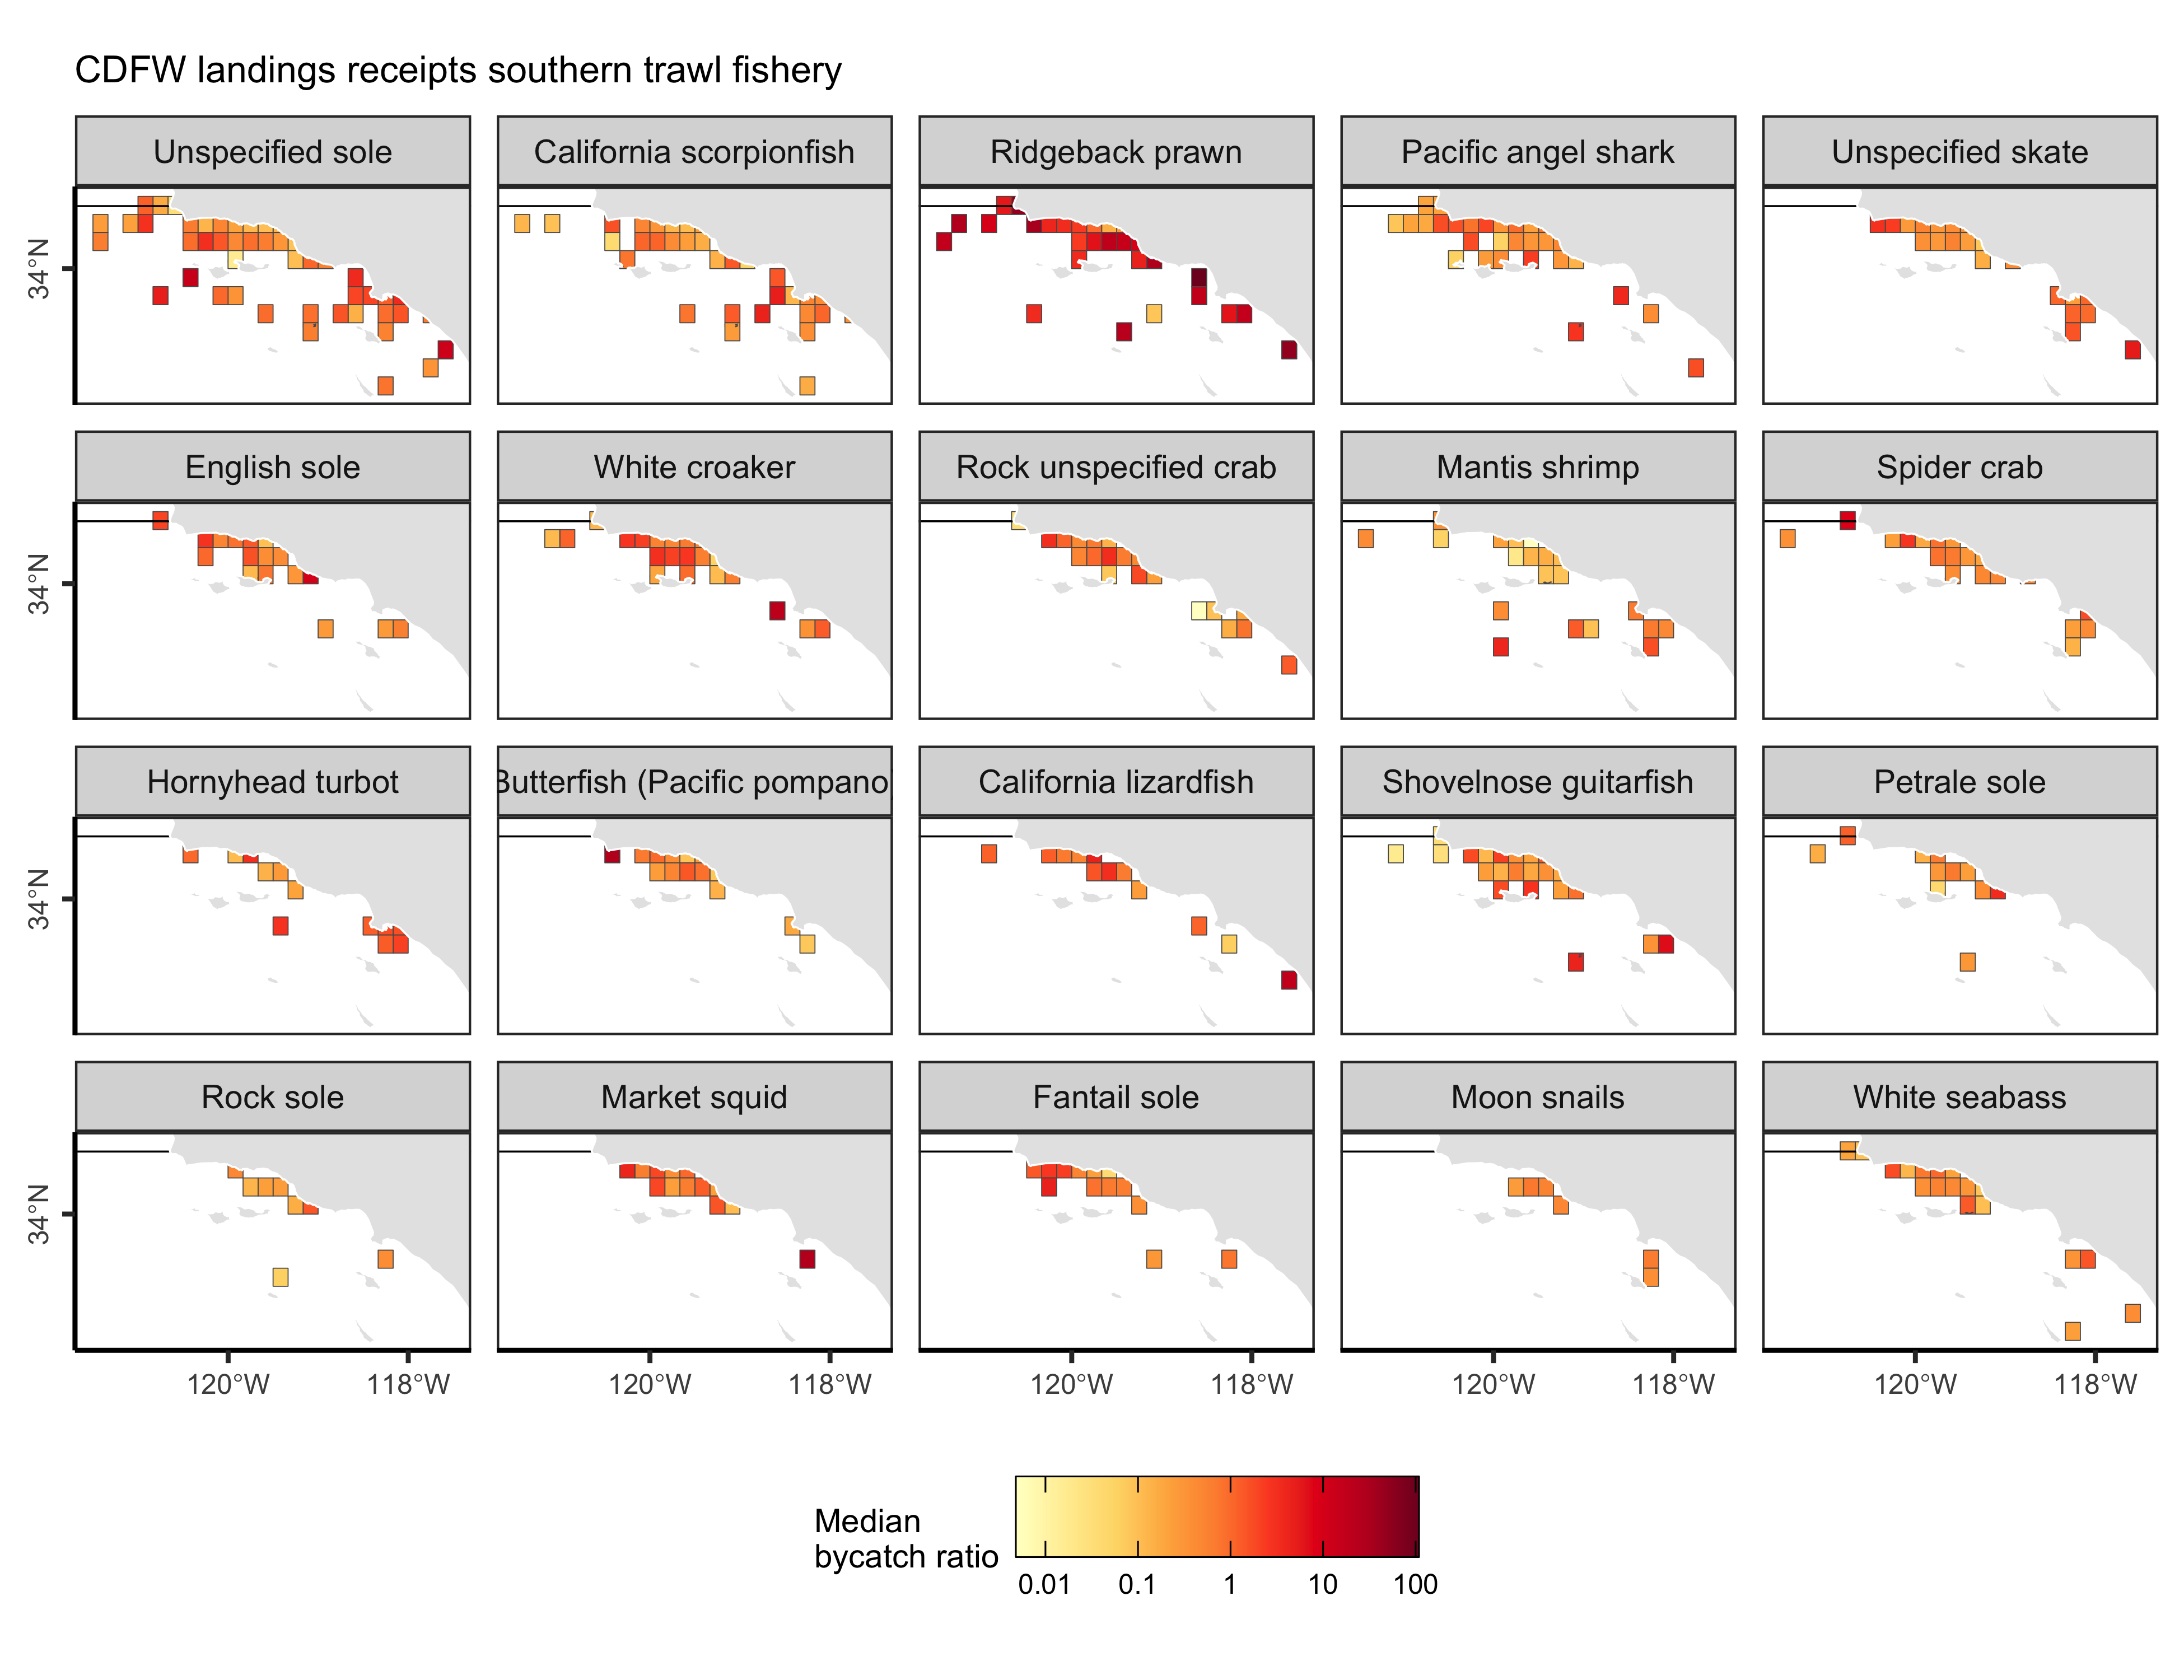 CDFW landings receipts southern trawl fishery
Unspecified sole
California scorpionfish
Ridgeback prawn
Pacific angel shark
Unspecified skate
34°N
English sole
White croaker
Rock unspecified crab
Mantis shrimp
Spider crab
34°N
Hornyhead turbot
Butterfish (Pacific pompano)
California lizardfish
Shovelnose guitarfish
Petrale sole
34°N
Rock sole
Market squid
Fantail sole
Moon snails
White seabass
34°N
120°W 118°W 120°W 118°W 120°W 118°W 120°W 118°W 120°W 118°W
Median
bycatch ratio
0.01 0.1 1 10 100